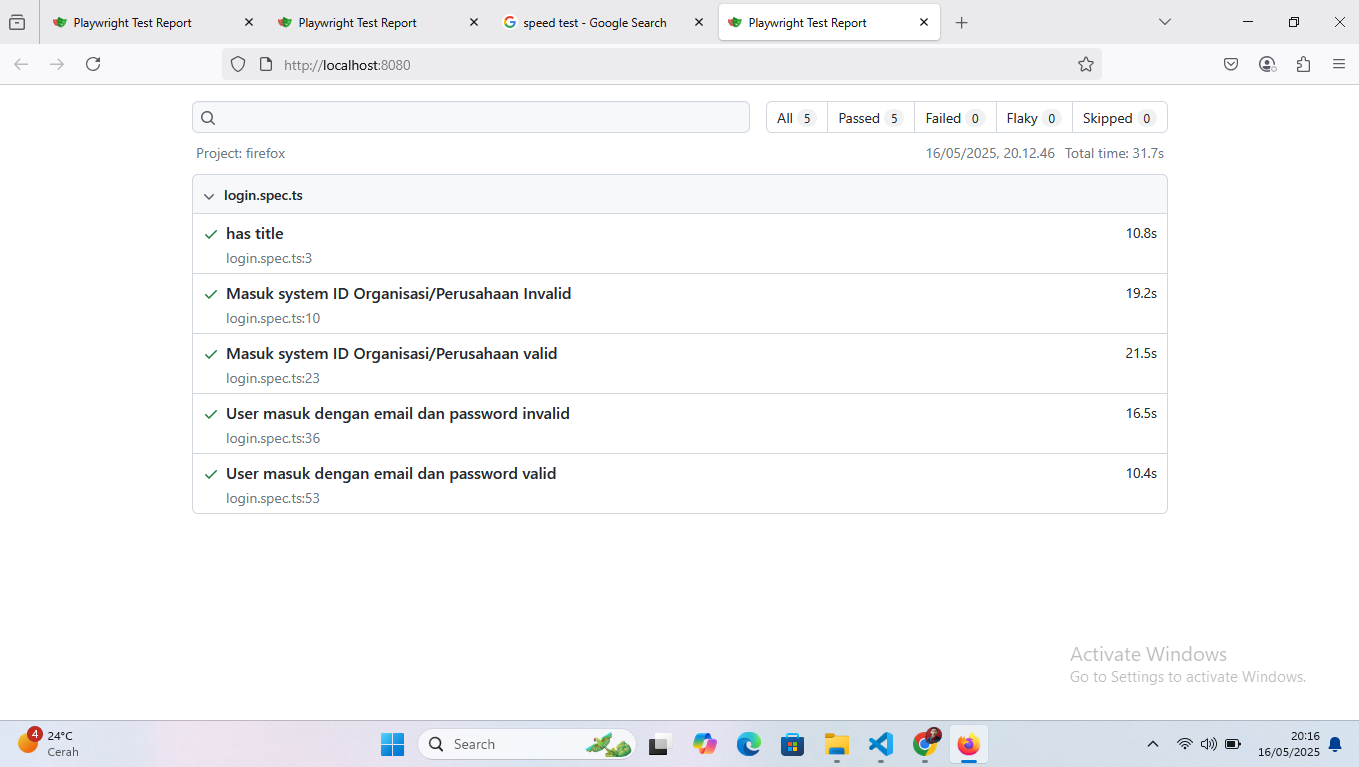 Playwright Test Report
Playwright Test Report
speed test - Google Search
Playwright Test Report
http://localhost:8080
All 5
Passed 5
Failed 0
Flaky 0
Skipped 0
Project: firefox
16/05/2025, 20.12.46 Total time: 31.7s
login.spec.ts
has title 10.8s
login.spec.ts:3
Masuk system ID Organisasi/Perusahaan Invalid 19.2s
login.spec.ts:10
Masuk system ID Organisasi/Perusahaan valid 21.5s
login.spec.ts:23
User masuk dengan email dan password invalid 16.5s
login.spec.ts:36
User masuk dengan email dan password valid 10.4s
login.spec.ts:53
Activate Windows
Go to Settings to activate Windows.
4
24°C
Cerah
Search
20:16
16/05/2025